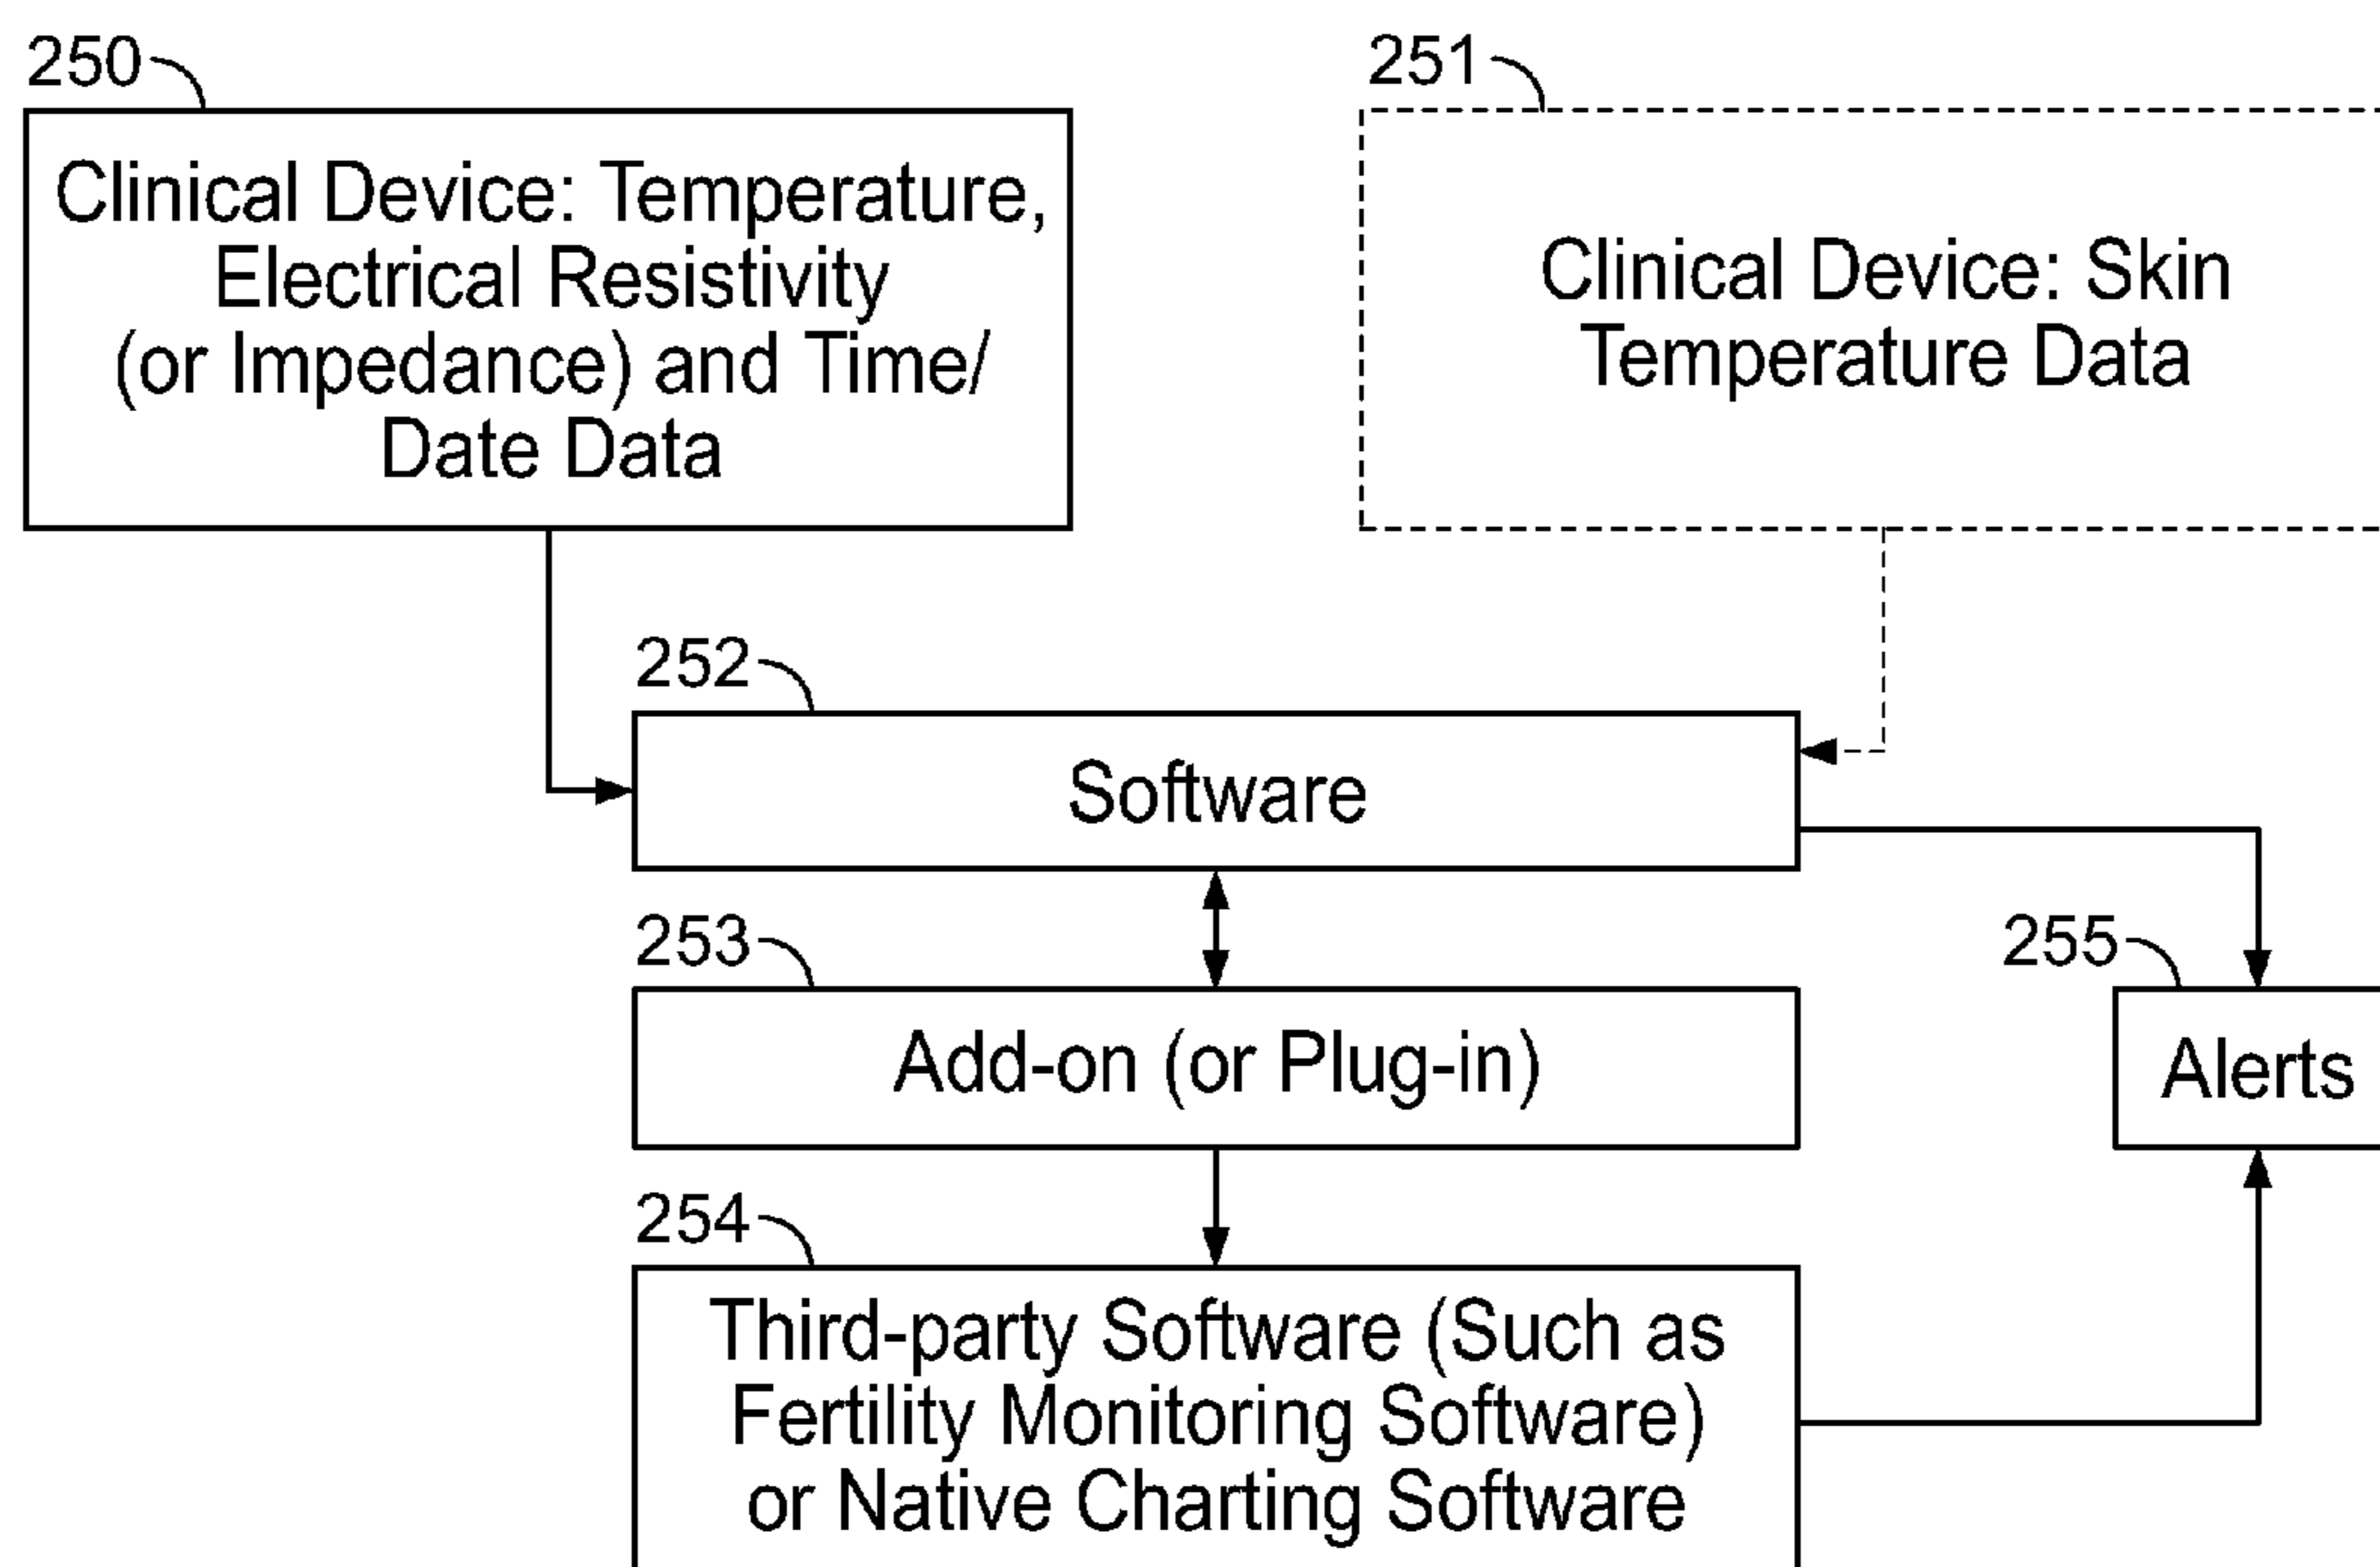 250
Clinical Device: Temperature,
Electrical Resistivity
(or Impedance) and Time/
Date Data
251
Clinical Device: Skin
Temperature Data
252
Software
253
Add-on (or Plug-in)
255
Alerts
254
Third-party Software (Such as
Fertility Monitoring Software)
or Native Charting Software